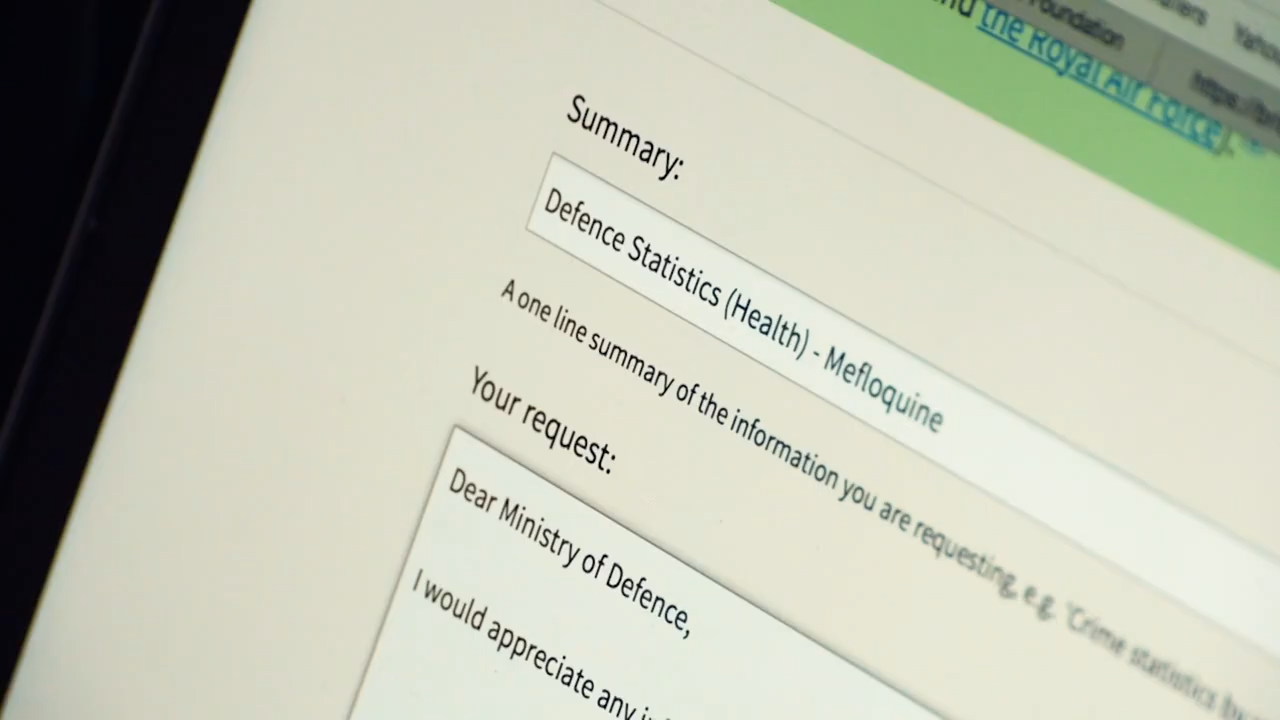 Foundation
the Royal Air Force).
Summary:
Defence Statistics (Health) - Mefloquine
A one line summary of the information you are requesting, e.g. 'Crime statistics
Your request:
Dear Ministry of Defence,
I would appreciate any